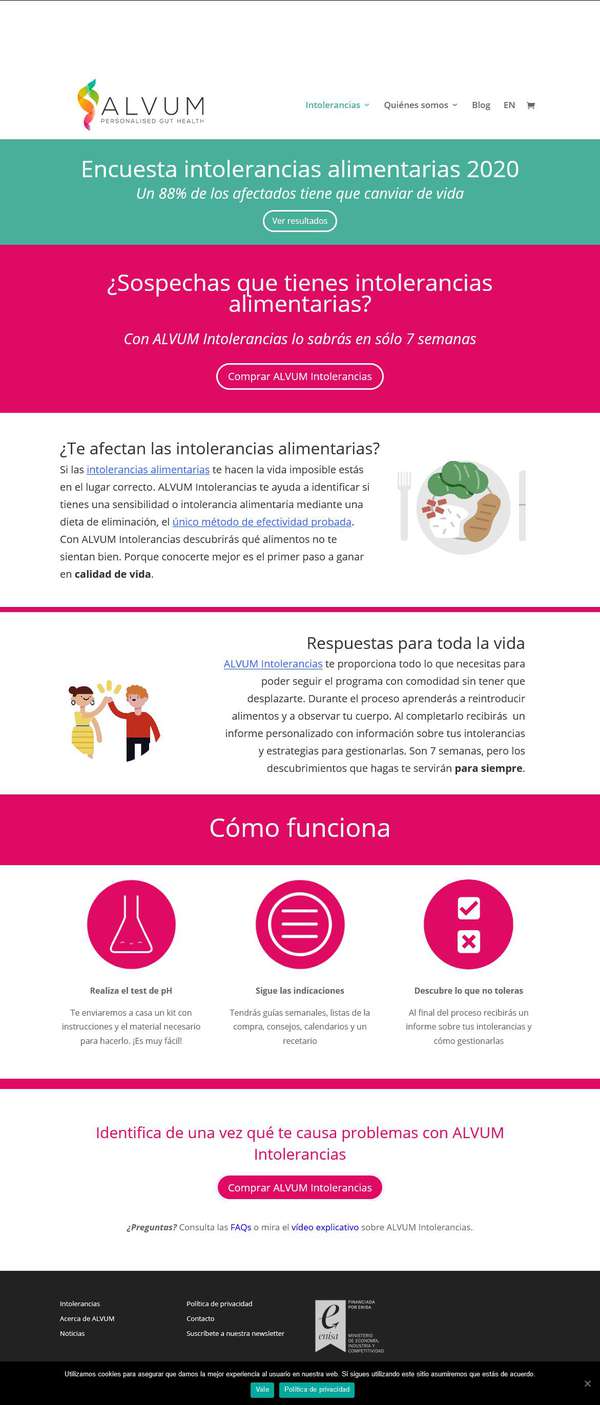 ALVUM
PERSONALISED GUT HEALTH
Intolerancias
Quiénes somos
Blog
EN
Encuesta intolerancias alimentarias 2020
Un 88% de los afectados tiene que canviar de vida
Ver resultados
¿Sospechas que tienes intolerancias
alimentarias?
Con ALVUM Intolerancias lo sabrás en sólo 7 semanas
Comprar ALVUM Intolerancias
¿Te afectan las intolerancias alimentarias?
Si las intolerancias alimentarias te hacen la vida imposible estás
en el lugar correcto. ALVUM Intolerancias te ayuda a identificar si
tienes una sensibilidad o intolerancia alimentaria mediante una
dieta de eliminación, el único método de efectividad probada.
Con ALVUM Intolerancias descubrirás qué alimentos no te
sientan bien. Porque conocerte mejor es el primer paso a ganar
en calidad de vida.
Respuestas para toda la vida
ALVUM Intolerancias te proporciona todo lo que necesitas para
poder seguir el programa con comodidad sin tener que
desplazarte. Durante el proceso aprenderás a reintroducir
alimentos y a observar tu cuerpo. Al completarlo recibirás un
informe personalizado con información sobre tus intolerancias
y estrategias para gestionarlas. Son 7 semanas, pero los
descubrimientos que hagas te servirán para siempre.
Cómo funciona
Realiza el test de pH
Te enviaremos a casa un kit con
instrucciones y el material necesario
para hacerlo. ¡Es muy fácil!
Sigue las indicaciones
Tendrás guías semanales, listas de la
compra, consejos, calendarios y un
recetario
Descubre lo que no toleras
Al final del proceso recibirás un
informe sobre tus intolerancias y
cómo gestionarlas
Identifica de una vez qué te causa problemas con ALVUM
Intolerancias
Comprar ALVUM Intolerancias
¿Preguntas? Consulta las FAQs o mira el vídeo explicativo sobre ALVUM Intolerancias.
Intolerancias
Acerca de ALVUM
Noticias
Política de privacidad
Contacto
Suscríbete a nuestra newsletter
e
enisa
FINANCIADA
POR ENISA
MINISTERIO
DE ECONOMÍA,
INDUSTRIA Y
COMPETITIVIDAD
Utilizamos cookies para asegurar que damos la mejor experiencia al usuario en nuestra web. Si sigues utilizando este sitio asumiremos que estás de acuerdo.
Vale
Política de privacidad